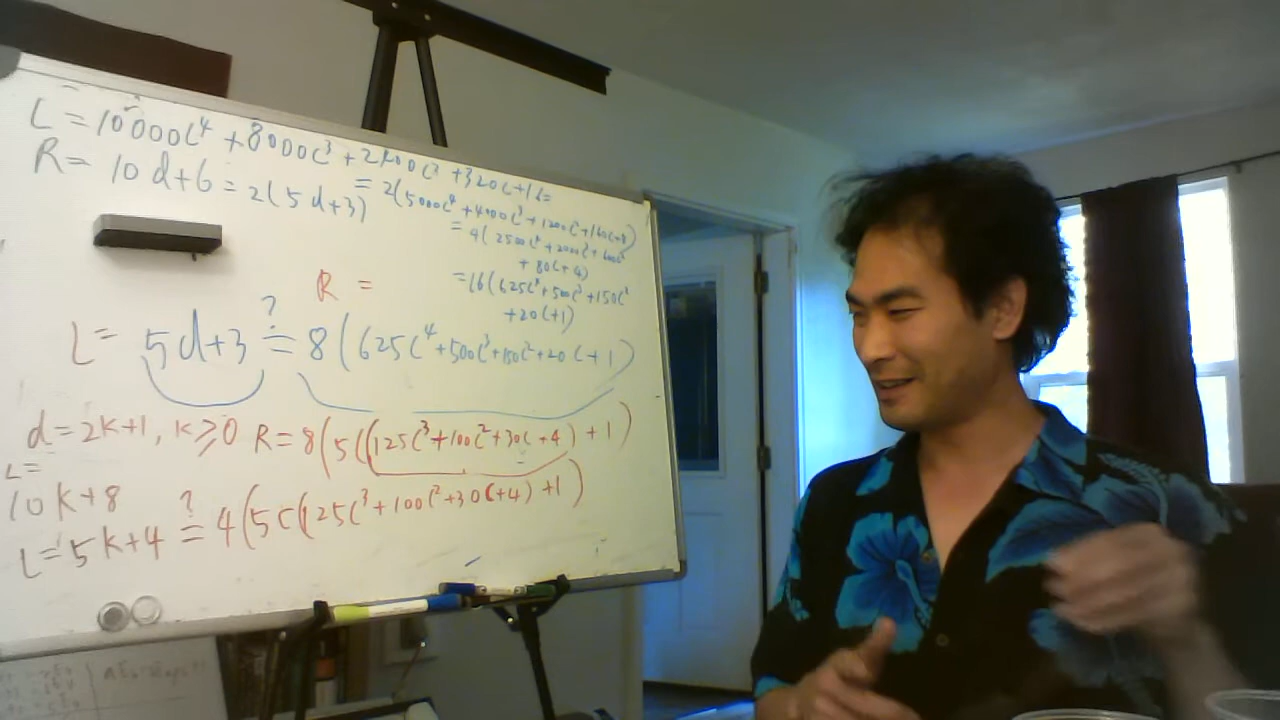 L = 10000c⁴ + 8000c³ + 2400c² + 320c + 16 =
R = 10d+6 = 2(5d+3)
= 2(5000c⁴ + 4000c³ + 1200c² + 160c + 8)
= 4(2500c⁴ + 2000c³ + 600c²
+ 80c + 4)
= 16(625c⁴ + 500c³ + 150c²
+ 20c + 1)
R =
L = 5d+3 ?= 8(625c⁴ + 500c³ + 150c² + 20c + 1)
d = 2k+1, k ≥ 0 R = 8(5c(125c³ + 100c² + 30c + 4) + 1)
L =
10k+8
L = 5k+4 ?= 4(5c(125c³ + 100c² + 30c + 4) + 1)